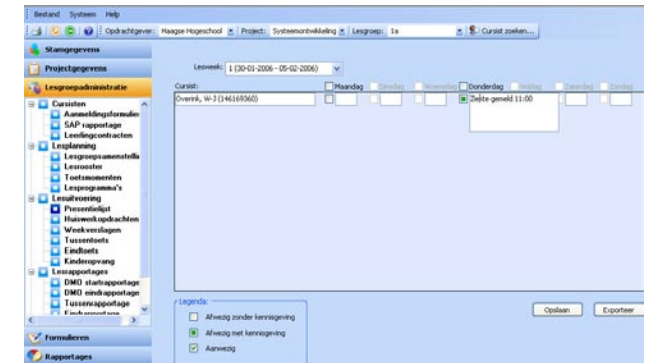 Bestand Systeem Help
Opdrachtgever: Haagse Hogeschool Project: Systeemontwikkeling Lesgroep: 1a Cursist zoeken...
Stamgegevens
Projectgegevens
Lesgroepadministratie
Cursisten
Aanmeldingsformulier
SAP rapportage
Leerlingcontracten
Lesplanning
Lesgroepsamenstellin
Lesrooster
Toetsmomenten
Lesprogramma's
Lesuitvoering
Presentielijst
Huiswerkopdrachten
Weekverslagen
Tussentoets
Eindtoets
Kinderopvang
Lesrapportages
DMO startrapportage
DMO eindrapportage
Tussenrapportage
Eindrapportage
Formulieren
Rapportages
Lesweek: 1 (30-01-2006 - 05-02-2006)
Cursist: Maandag Dinsdag Woensdag Donderdag Vrijdag Zaterdag Zondag
Overink, W-J (146169360) Ziekte gemeld 11:00
Legenda:
Afwezig zonder kennisgeving
Afwezig met kennisgeving
Aanwezig
Opslaan Exporteer